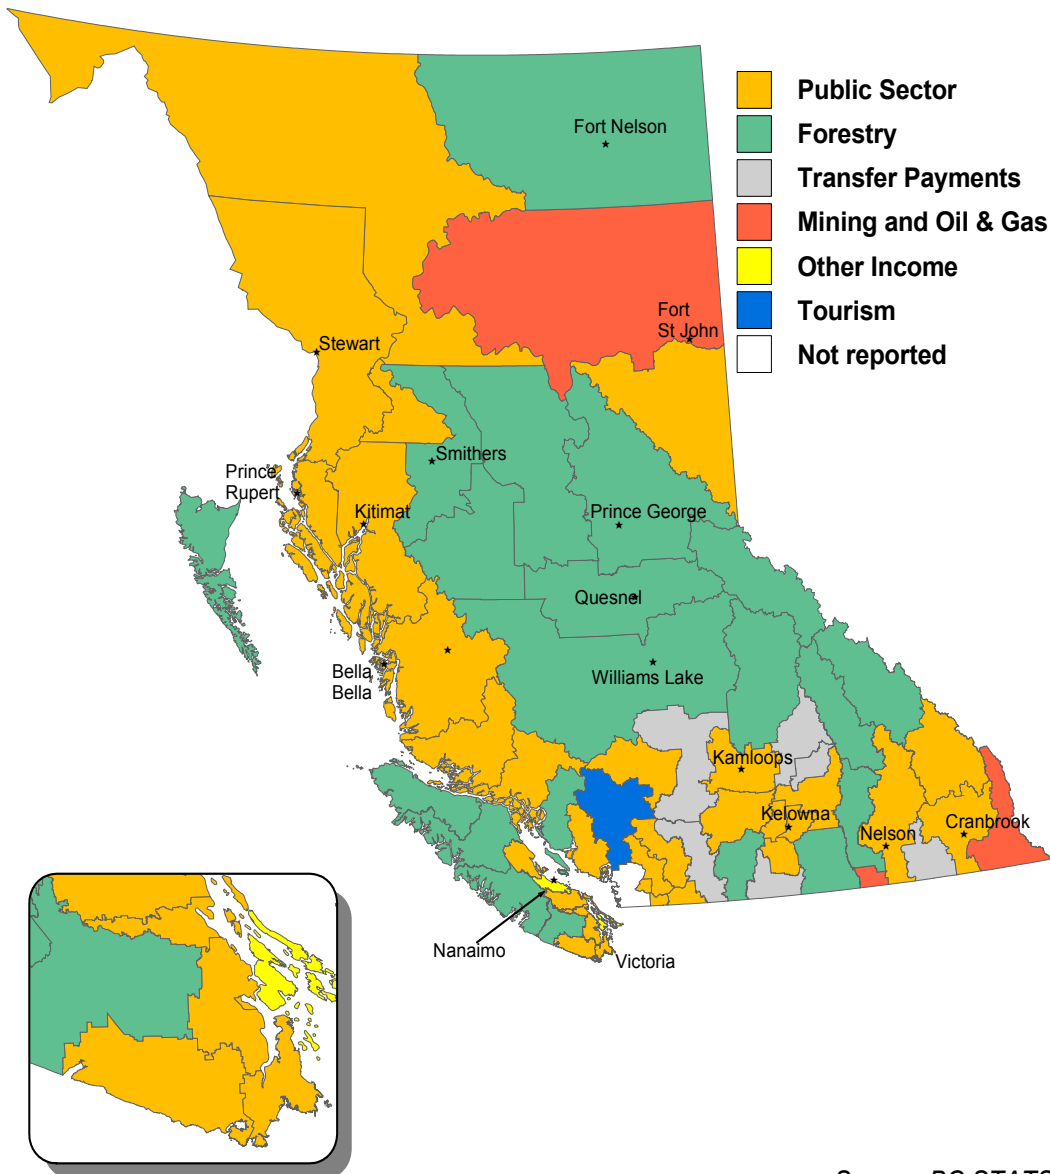 Public Sector
Forestry
Transfer Payments
Mining and Oil & Gas
Other Income
Tourism
Not reported
Fort Nelson
Fort
St John
Stewart
Smithers
Prince
Rupert
Kitimat
Prince George
Quesnel
Bella
Bella
Williams Lake
Kamloops
Kelowna
Nelson
Cranbrook
Nanaimo
Victoria